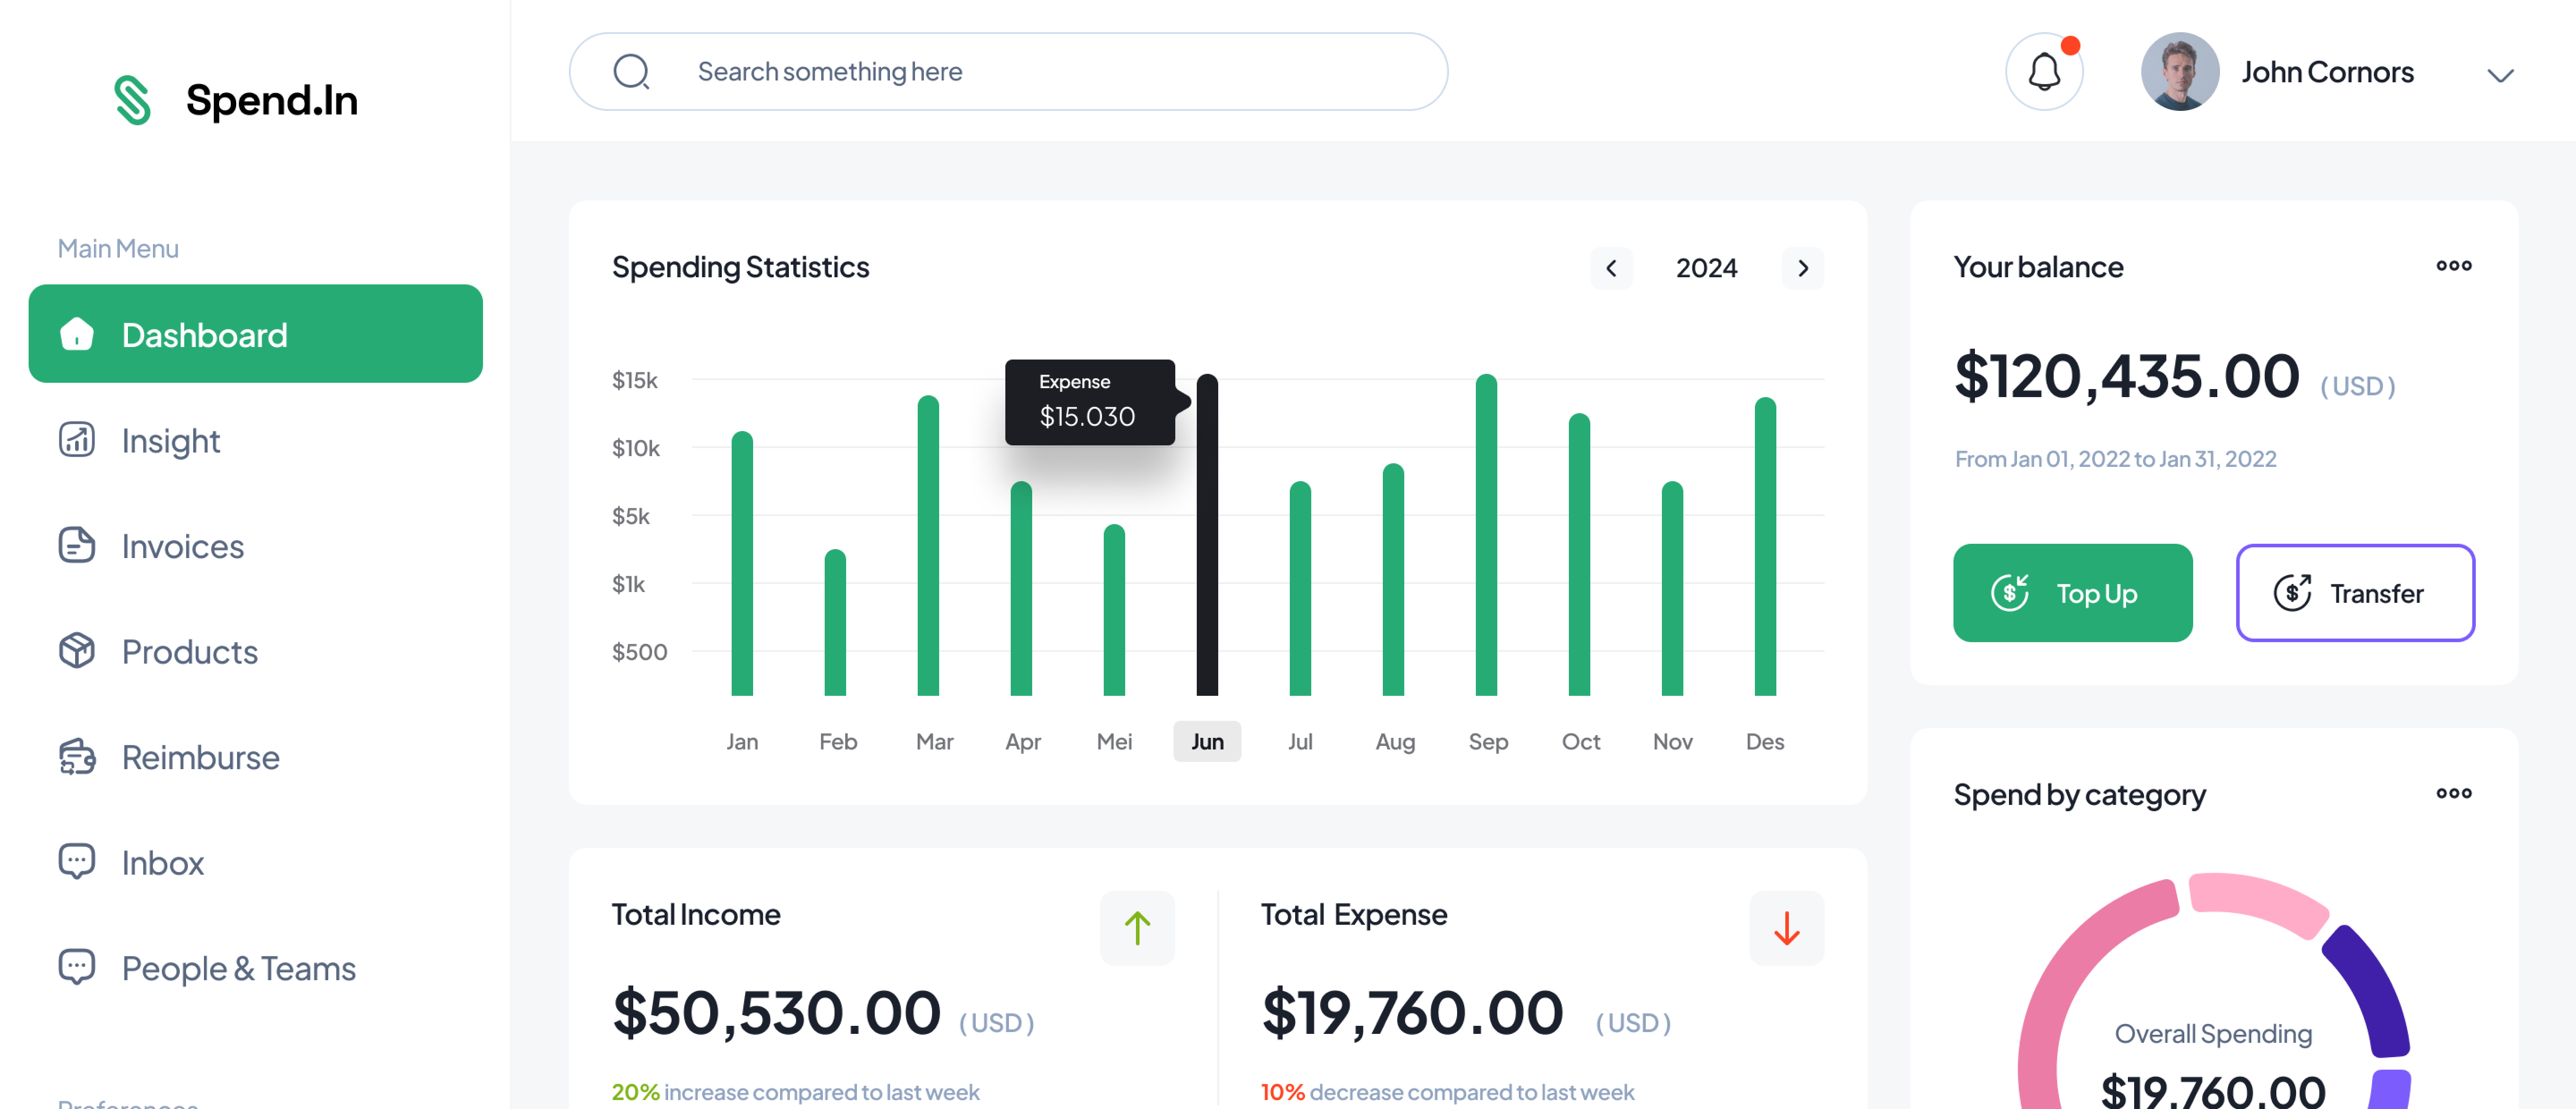 Spend.In
Main Menu
Dashboard
Insight
Invoices
Products
Reimburse
Inbox
People & Teams
Preferences
Search something here
John Cornors
Spending Statistics
2024
$15k
$10k
$5k
$1k
$500
Expense
$15.030
Jan Feb Mar Apr Mei Jun Jul Aug Sep Oct Nov Des
Total Income
$50,530.00 ( USD )
20% increase compared to last week
Total Expense
$19,760.00 ( USD )
10% decrease compared to last week
Your balance
$120,435.00 ( USD )
From Jan 01, 2022 to Jan 31, 2022
Top Up
Transfer
Spend by category
Overall Spending
$19,760.00